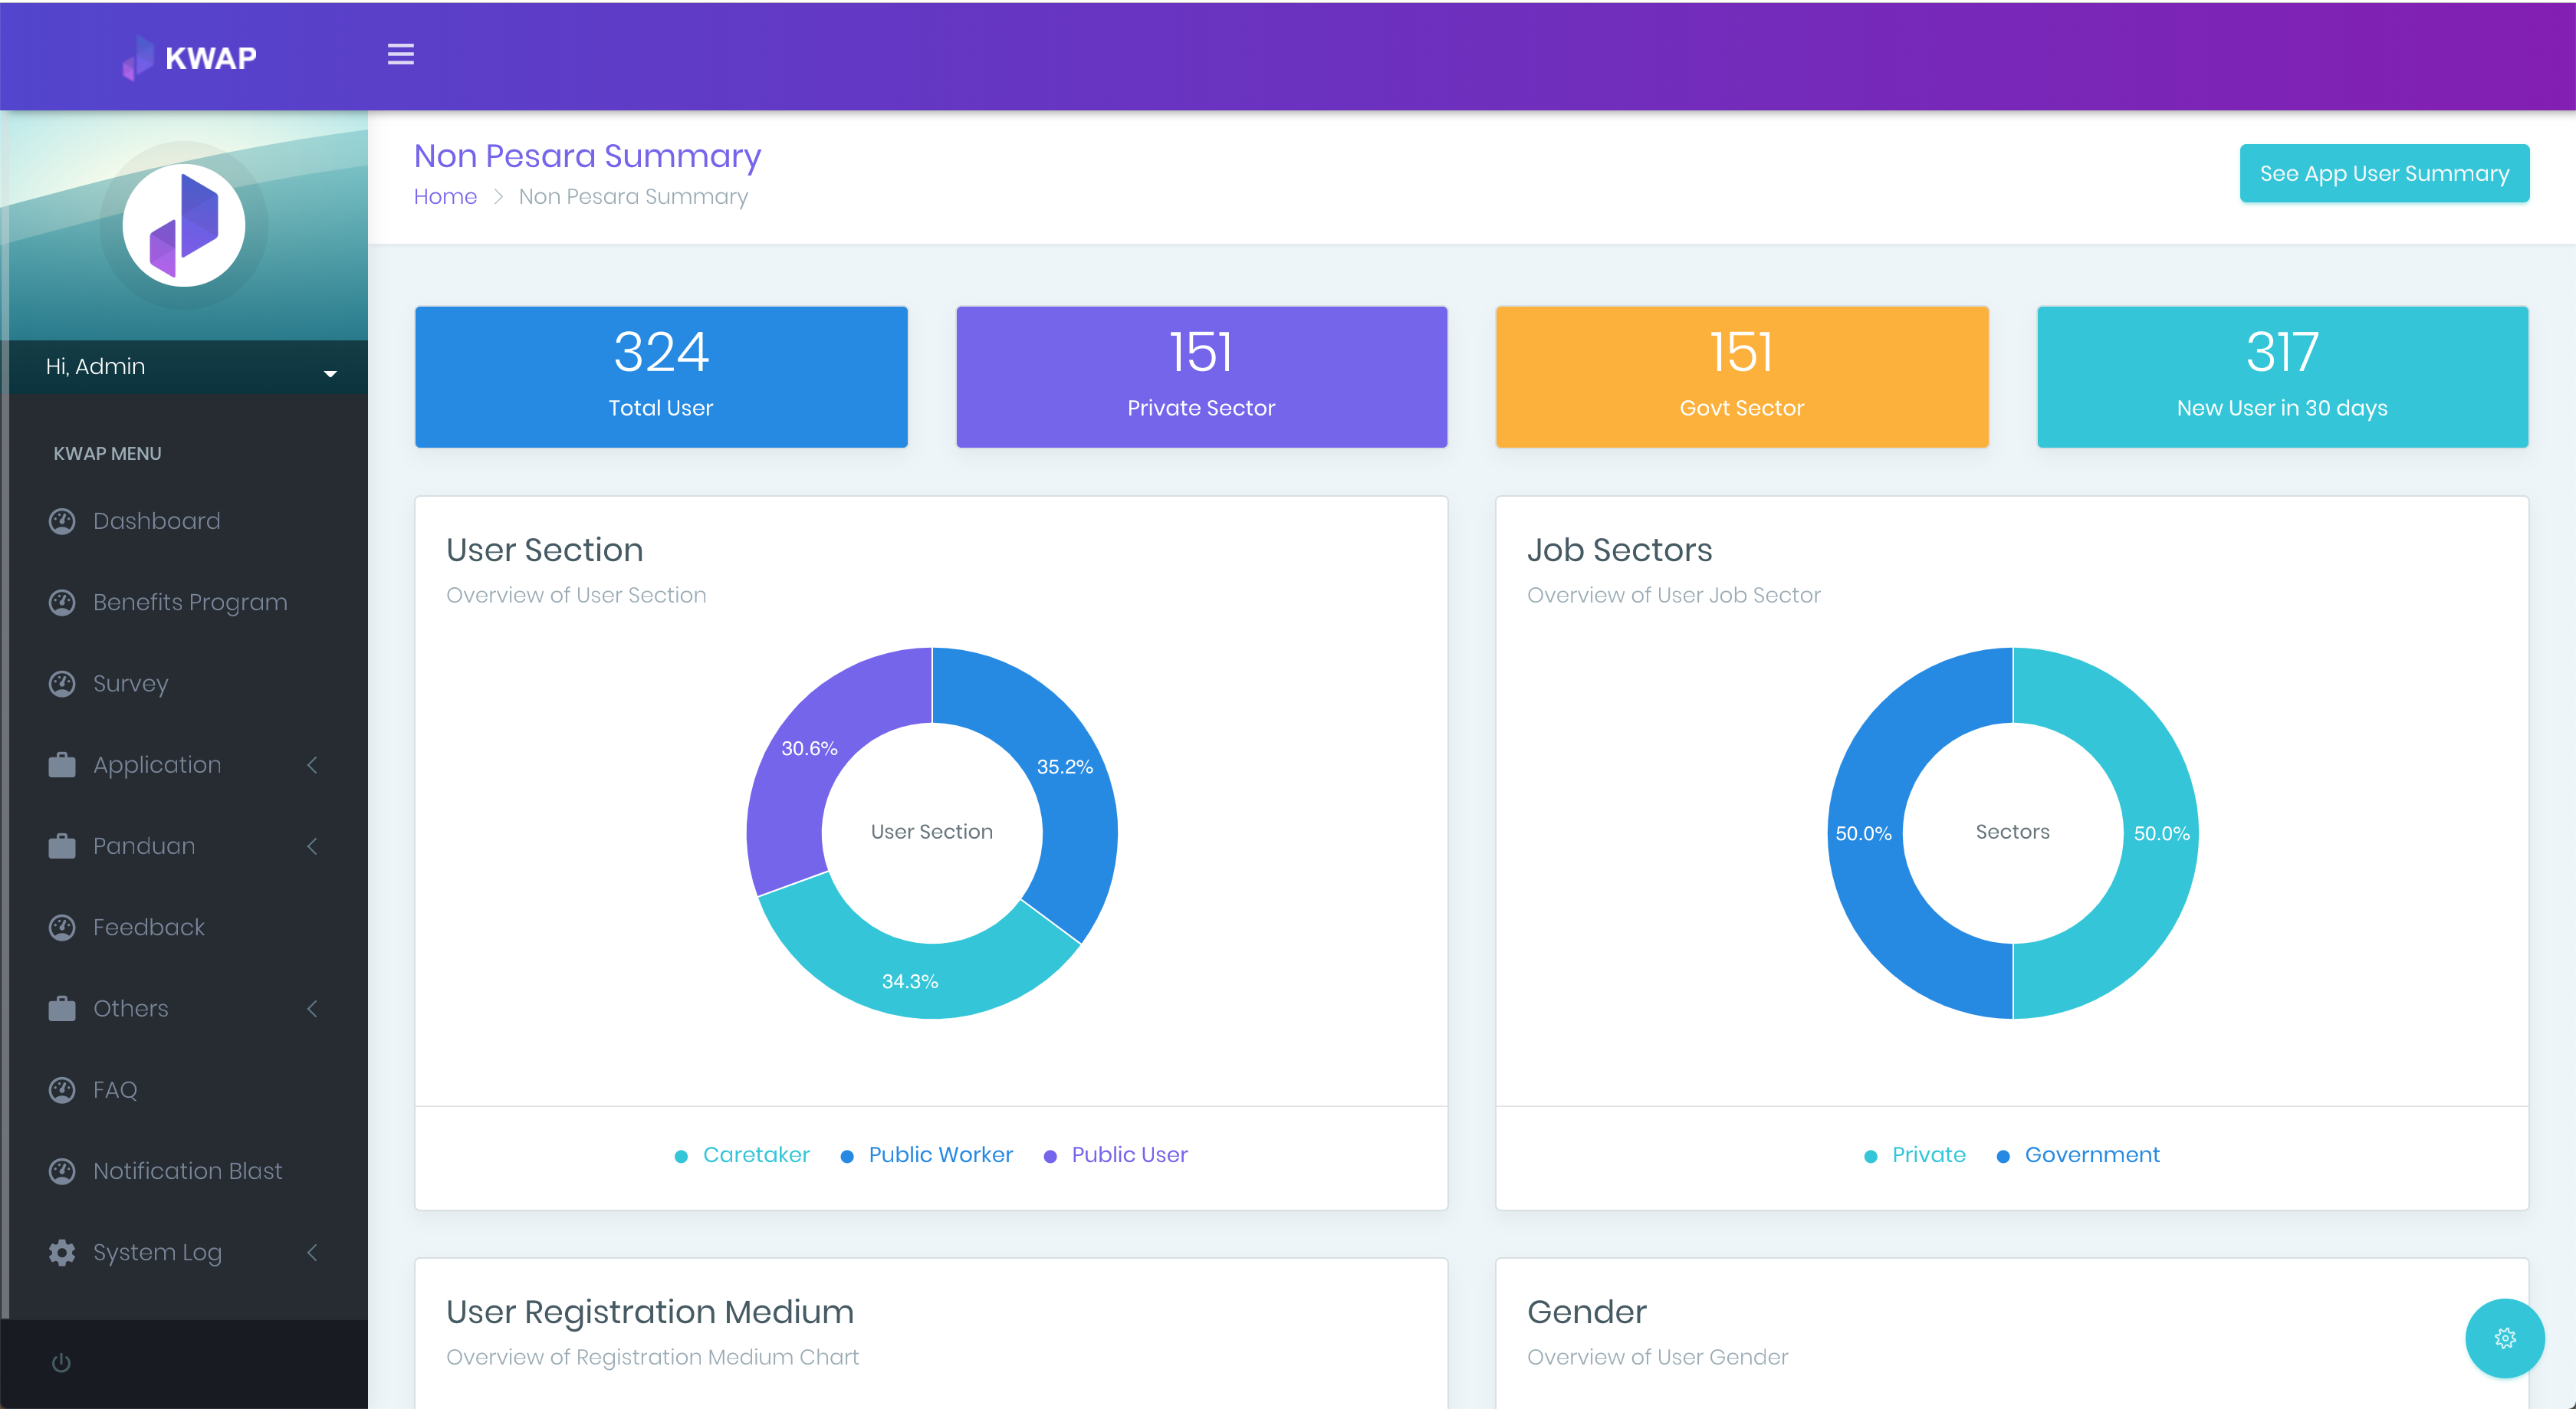 KWAP
Non Pesara Summary
Home > Non Pesara Summary
See App User Summary
Hi, Admin
KWAP MENU
Dashboard
Benefits Program
Survey
Application
Panduan
Feedback
Others
FAQ
Notification Blast
System Log
324
Total User
151
Private Sector
151
Govt Sector
317
New User in 30 days
User Section
Overview of User Section
30.6%
35.2%
User Section
34.3%
Caretaker
Public Worker
Public User
Job Sectors
Overview of User Job Sector
50.0%
Sectors
50.0%
Private
Government
User Registration Medium
Overview of Registration Medium Chart
Gender
Overview of User Gender